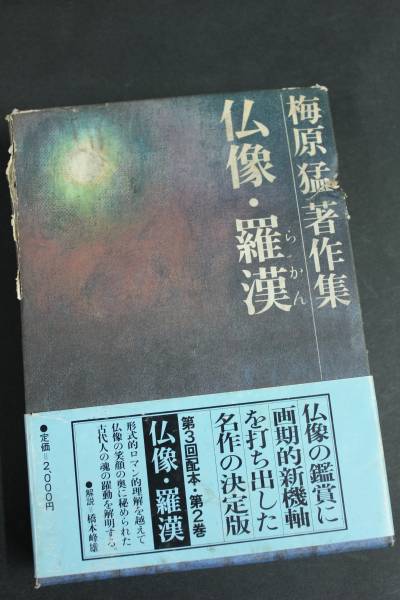 梅原猛著作集
仏像・羅漢
らかん
仏像の鑑賞に
画期的新機軸
を打ち出した
名作の決定版
第3回配本・第2巻
仏像・羅漢
形式的ロマン的理解を越えて
仏像の笑顔の奥に秘められた
古代人の魂の躍動を解明する。
●解説＝橋本峰雄
●定価＝2,000円